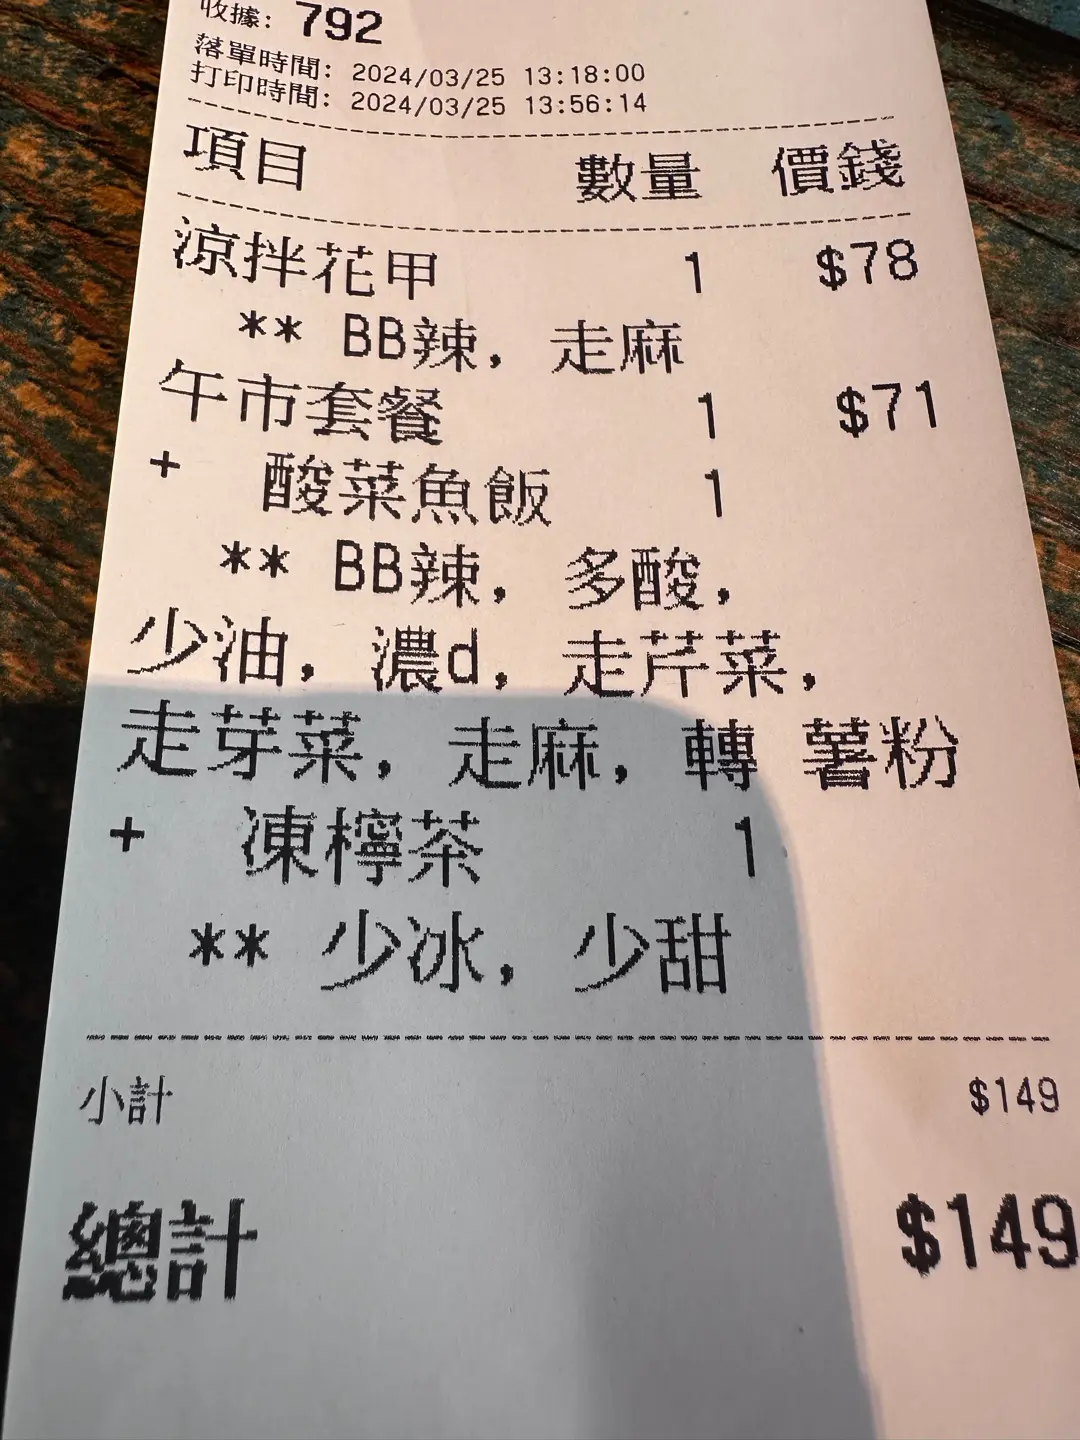 收據: 792
落單時間: 2024/03/25 13:18:00
打印時間: 2024/03/25 13:56:14
項目 數量 價錢
涼拌花甲 1 $78
** BB辣, 走麻
午市套餐 1 $71
+ 酸菜魚飯 1
** BB辣, 多酸,
少油, 濃d, 走芹菜,
走芽菜, 走麻, 轉 薯粉
+ 凍檸茶 1
** 少冰, 少甜
小計 $149
總計 $149